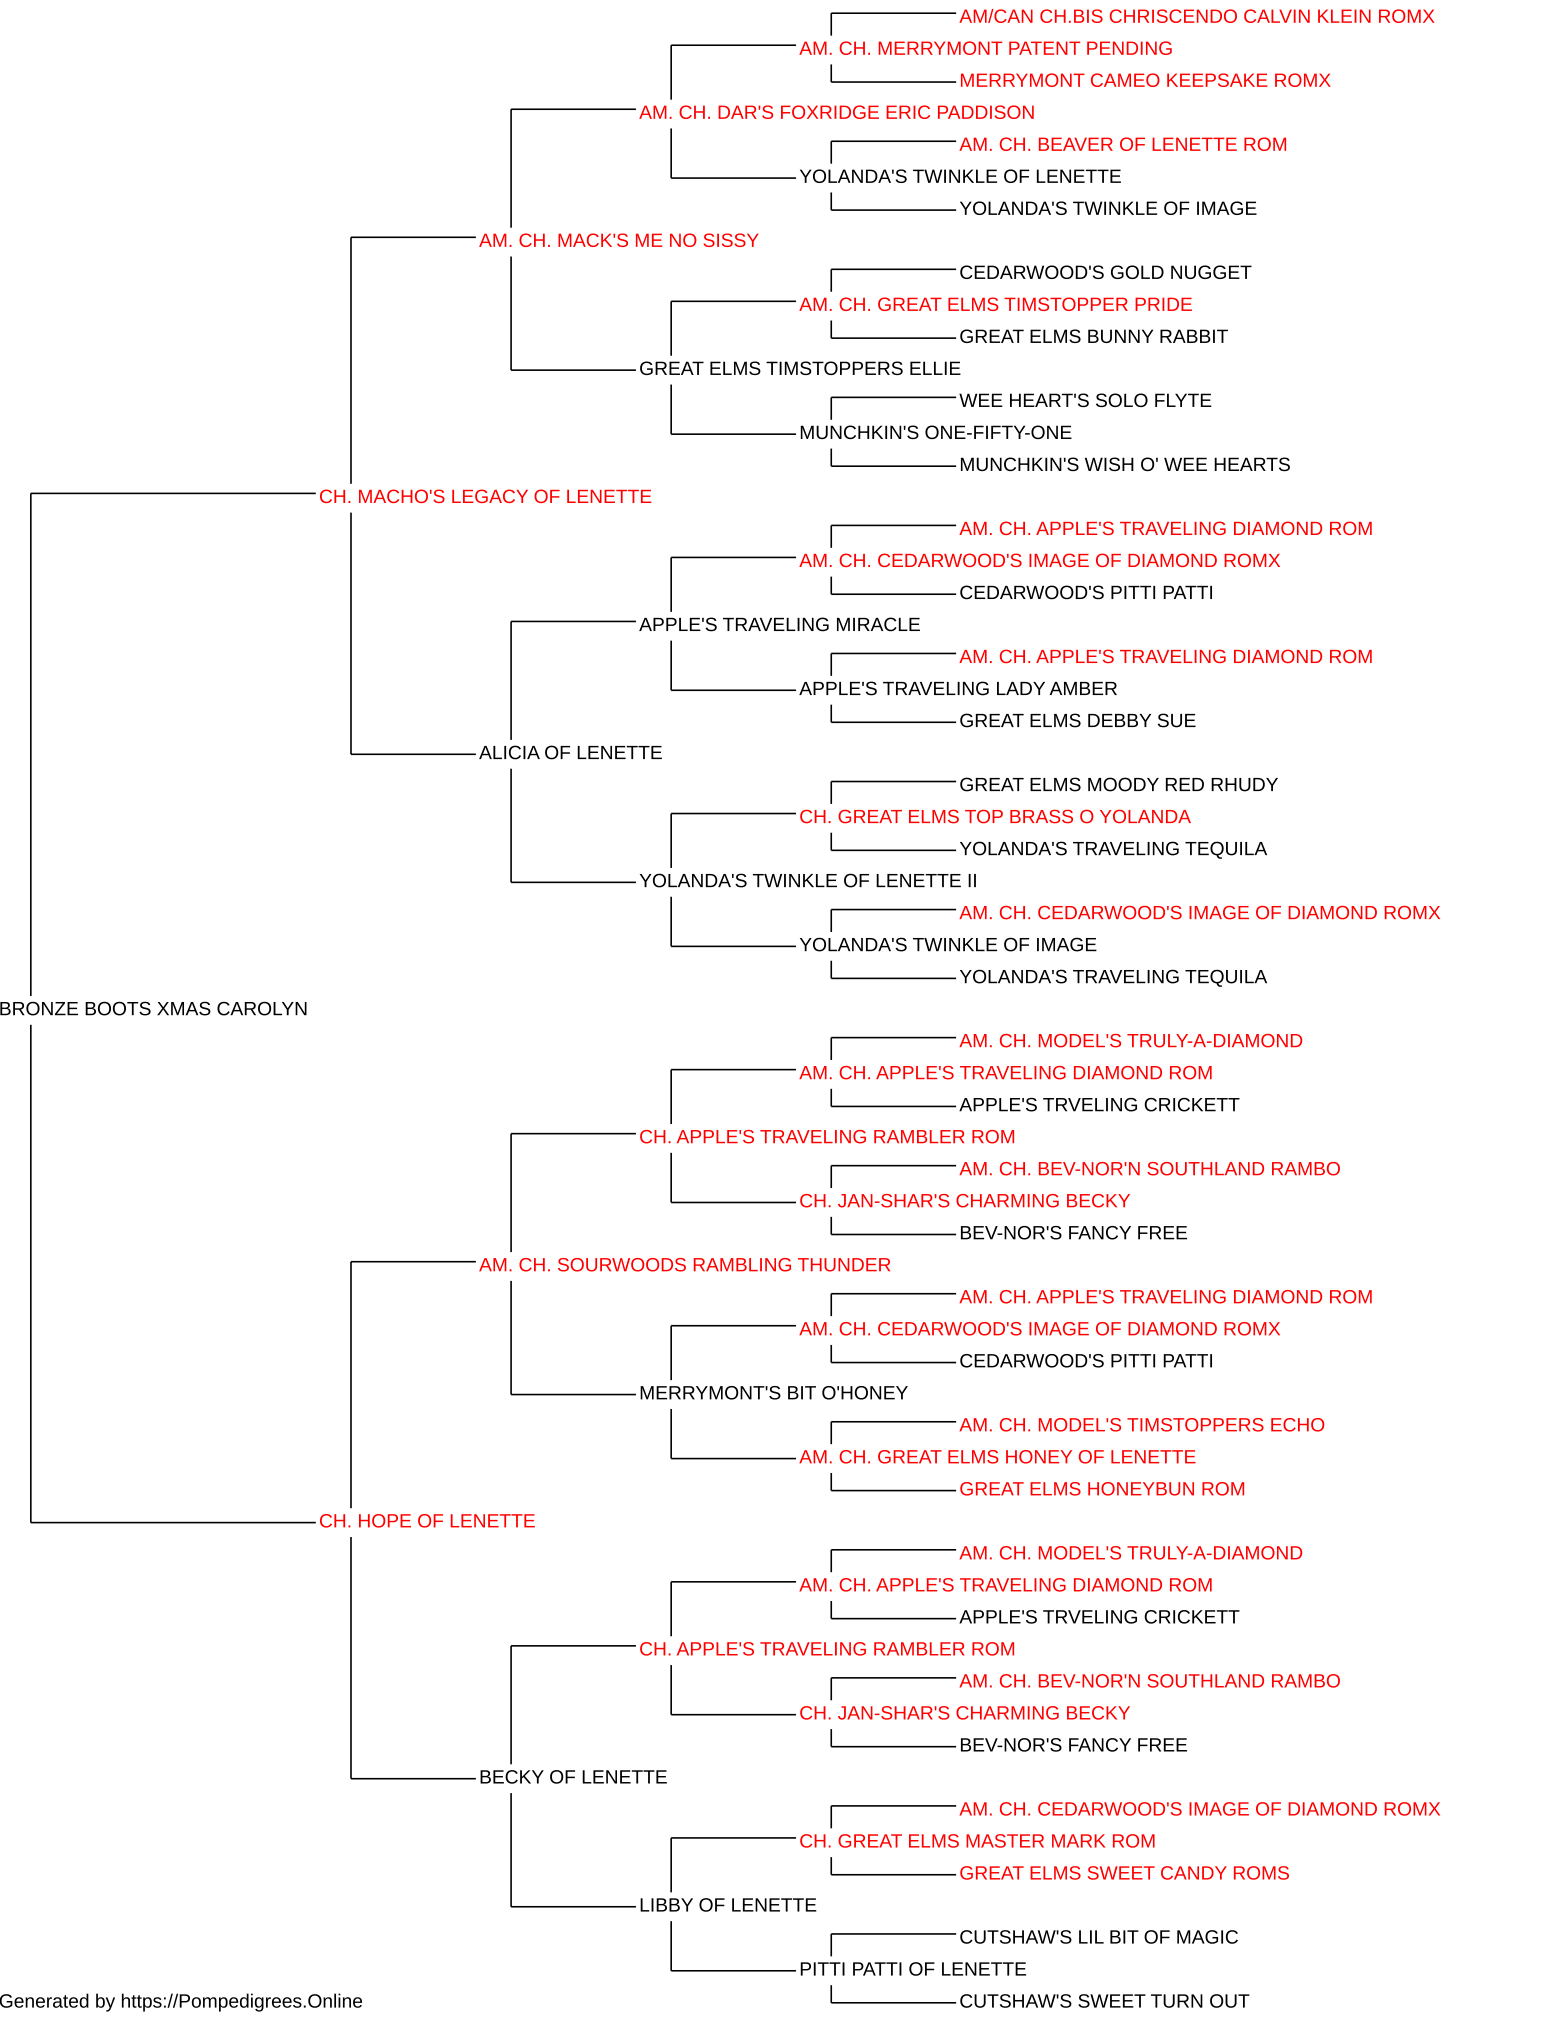 AM/CAN CH.BIS CHRISCENDO CALVIN KLEIN ROMX
AM. CH. MERRYMONT PATENT PENDING
MERRYMONT CAMEO KEEPSAKE ROMX
AM. CH. DAR'S FOXRIDGE ERIC PADDISON
AM. CH. BEAVER OF LENETTE ROM
YOLANDA'S TWINKLE OF LENETTE
YOLANDA'S TWINKLE OF IMAGE
AM. CH. MACK'S ME NO SISSY
CEDARWOOD'S GOLD NUGGET
AM. CH. GREAT ELMS TIMSTOPPER PRIDE
GREAT ELMS BUNNY RABBIT
GREAT ELMS TIMSTOPPERS ELLIE
WEE HEART'S SOLO FLYTE
MUNCHKIN'S ONE-FIFTY-ONE
MUNCHKIN'S WISH O' WEE HEARTS
CH. MACHO'S LEGACY OF LENETTE
AM. CH. APPLE'S TRAVELING DIAMOND ROM
AM. CH. CEDARWOOD'S IMAGE OF DIAMOND ROMX
CEDARWOOD'S PITTI PATTI
APPLE'S TRAVELING MIRACLE
AM. CH. APPLE'S TRAVELING DIAMOND ROM
APPLE'S TRAVELING LADY AMBER
GREAT ELMS DEBBY SUE
ALICIA OF LENETTE
GREAT ELMS MOODY RED RHUDY
CH. GREAT ELMS TOP BRASS O YOLANDA
YOLANDA'S TRAVELING TEQUILA
YOLANDA'S TWINKLE OF LENETTE II
AM. CH. CEDARWOOD'S IMAGE OF DIAMOND ROMX
YOLANDA'S TWINKLE OF IMAGE
YOLANDA'S TRAVELING TEQUILA
BRONZE BOOTS XMAS CAROLYN
AM. CH. MODEL'S TRULY-A-DIAMOND
AM. CH. APPLE'S TRAVELING DIAMOND ROM
APPLE'S TRVELING CRICKETT
CH. APPLE'S TRAVELING RAMBLER ROM
AM. CH. BEV-NOR'N SOUTHLAND RAMBO
CH. JAN-SHAR'S CHARMING BECKY
BEV-NOR'S FANCY FREE
AM. CH. SOURWOODS RAMBLING THUNDER
AM. CH. APPLE'S TRAVELING DIAMOND ROM
AM. CH. CEDARWOOD'S IMAGE OF DIAMOND ROMX
CEDARWOOD'S PITTI PATTI
MERRYMONT'S BIT O'HONEY
AM. CH. MODEL'S TIMSTOPPERS ECHO
AM. CH. GREAT ELMS HONEY OF LENETTE
GREAT ELMS HONEYBUN ROM
CH. HOPE OF LENETTE
AM. CH. MODEL'S TRULY-A-DIAMOND
AM. CH. APPLE'S TRAVELING DIAMOND ROM
APPLE'S TRVELING CRICKETT
CH. APPLE'S TRAVELING RAMBLER ROM
AM. CH. BEV-NOR'N SOUTHLAND RAMBO
CH. JAN-SHAR'S CHARMING BECKY
BEV-NOR'S FANCY FREE
BECKY OF LENETTE
AM. CH. CEDARWOOD'S IMAGE OF DIAMOND ROMX
CH. GREAT ELMS MASTER MARK ROM
GREAT ELMS SWEET CANDY ROMS
LIBBY OF LENETTE
CUTSHAW'S LIL BIT OF MAGIC
PITTI PATTI OF LENETTE
CUTSHAW'S SWEET TURN OUT
Generated by https://Pompedigrees.Online